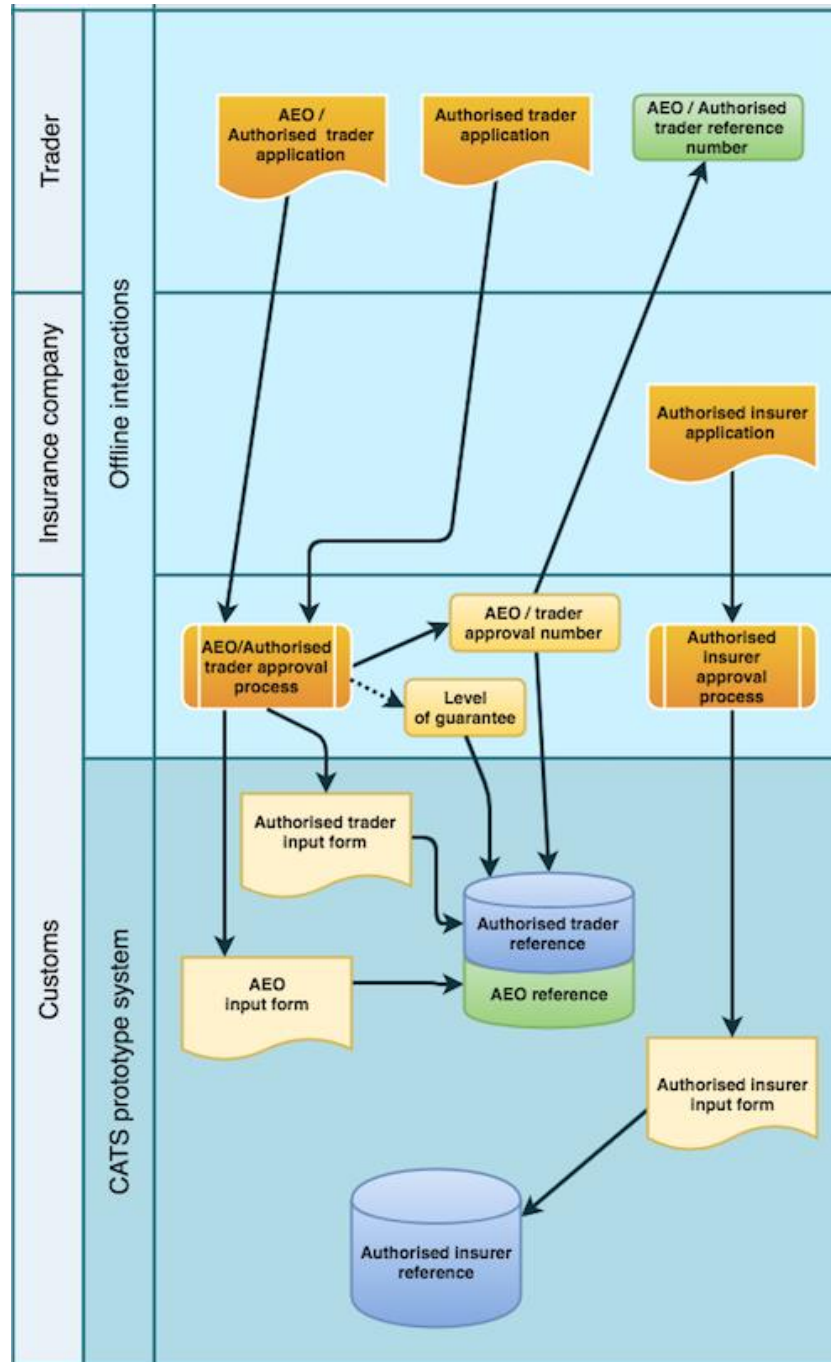 Trader
Insurance company
Customs
Offline interactions
CATS prototype system
AEO /
Authorised trader
application
Authorised trader
application
AEO / Authorised
trader reference
number
Authorised insurer
application
AEO/Authorised
trader approval
process
AEO / trader
approval number
Level
of guarantee
Authorised
insurer
approval
process
Authorised trader
input form
Authorised trader
reference
AEO reference
AEO
input form
Authorised insurer
input form
Authorised insurer
reference